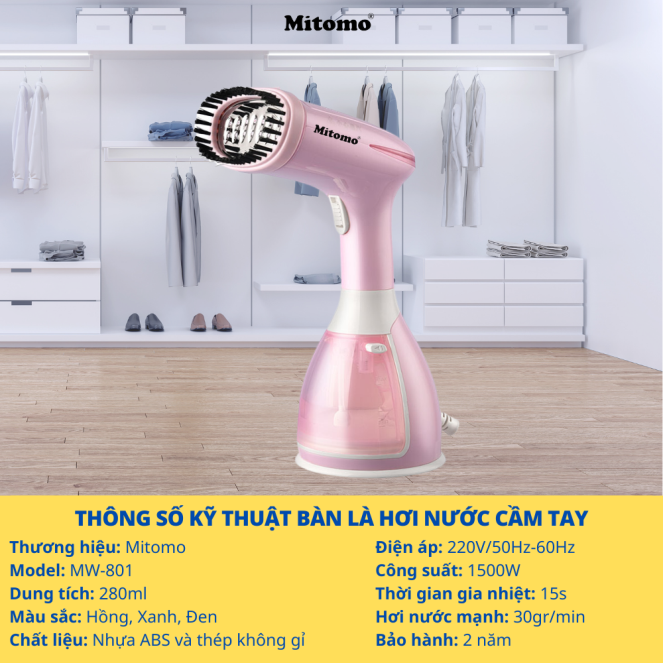 Mitomo®
Mitomo®
THÔNG SỐ KỸ THUẬT BÀN LÀ HƠI NƯỚC CẦM TAY
Thương hiệu: Mitomo
Model: MW-801
Dung tích: 280ml
Màu sắc: Hồng, Xanh, Đen
Chất liệu: Nhựa ABS và thép không gỉ
Điện áp: 220V/50Hz-60Hz
Công suất: 1500W
Thời gian gia nhiệt: 15s
Hơi nước mạnh: 30gr/min
Bảo hành: 2 năm